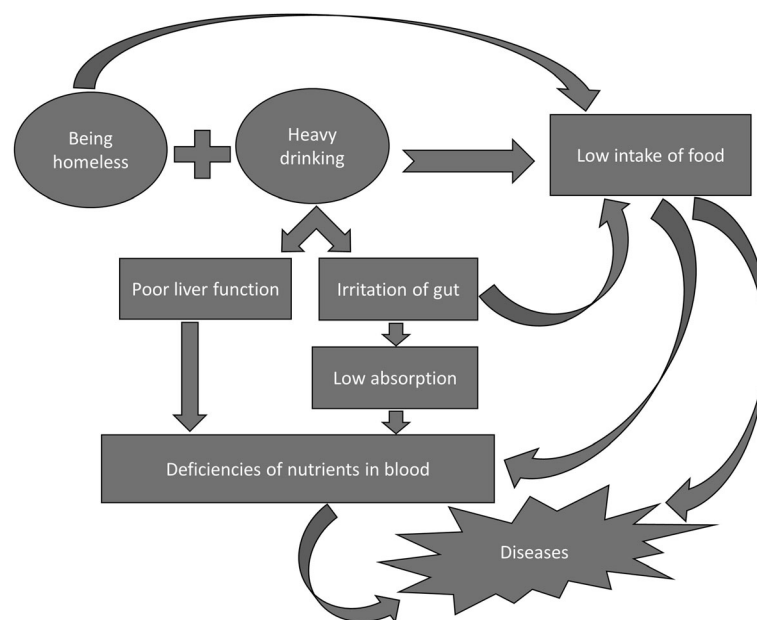 Being
homeless
Heavy
drinking
Low intake of food
Poor liver function
Irritation of gut
Low absorption
Deficiencies of nutrients in blood
Diseases